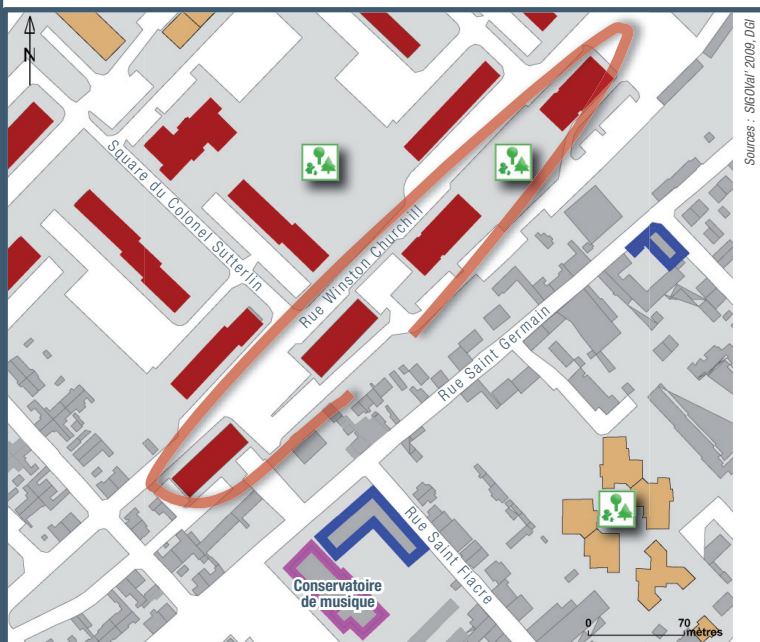 N
Sources : SIGOVal' 2009, DGI
Square du Colonel Sutterlin
Rue Winston Churchill
Rue Saint Germain
Rue Saint Fiacre
Conservatoire
de musique
0 70
mètres